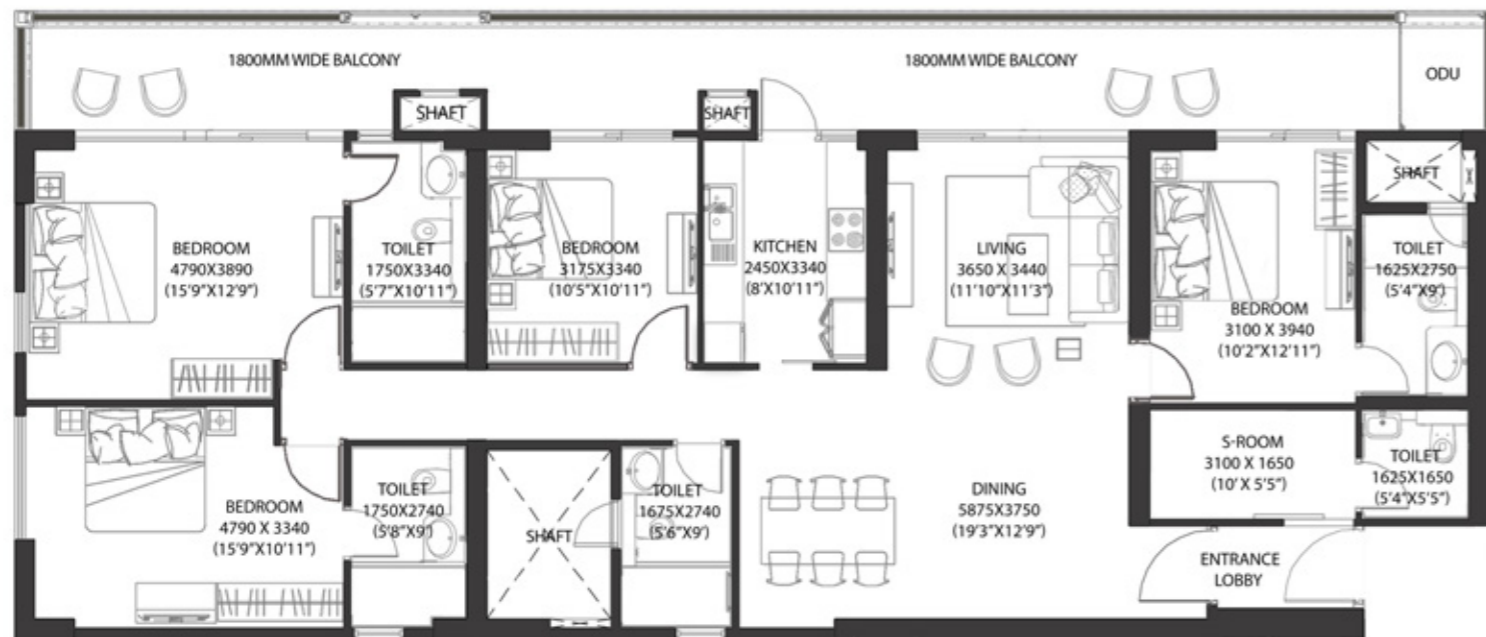 1800MM WIDE BALCONY
1800MM WIDE BALCONY
ODU
SHAFT
SHAFT
SHAFT
BEDROOM
4790X3890
(15'9"X12'9")
TOILET
1750X3340
(5'7"X10'11")
BEDROOM
3175X3340
(10'5"X10'11")
KITCHEN
2450X3340
(8'X10'11")
LIVING
3650 X 3440
(11'10"X11'3")
BEDROOM
3100 X 3940
(10'2"X12'11")
TOILET
1625X2750
(5'4"X9')
BEDROOM
4790 X 3340
(15'9"X10'11")
TOILET
1750X2740
(5'8"X9')
SHAFT
TOILET
1675X2740
(5'6"X9')
DINING
5875X3750
(19'3"X12'9")
S-ROOM
3100 X 1650
(10' X 5'5")
TOILET
1625X1650
(5'4"X5'5")
ENTRANCE
LOBBY